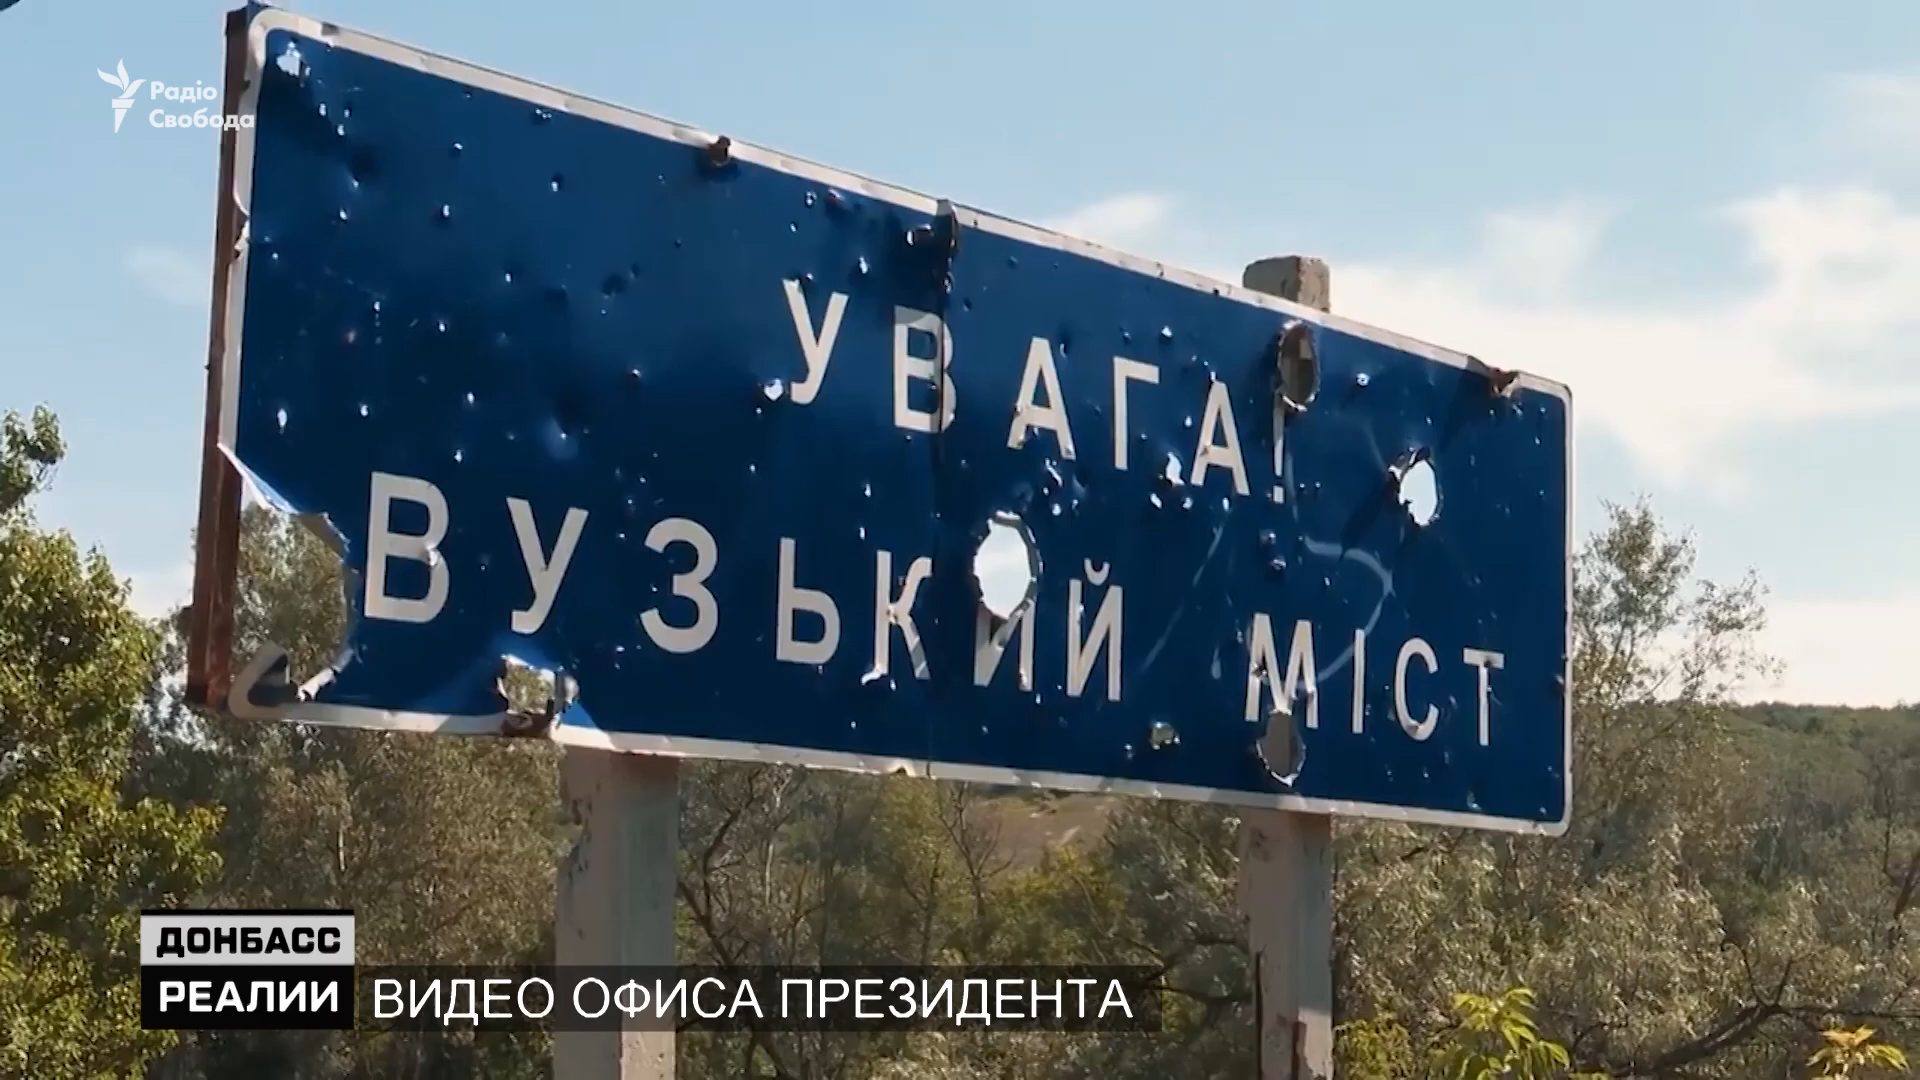 Радіо
Свобода
УВАГА!
ВУЗЬКИЙ МІСТ
ДОНБАСС
РЕАЛИИ
ВИДЕО ОФИСА ПРЕЗИДЕНТА